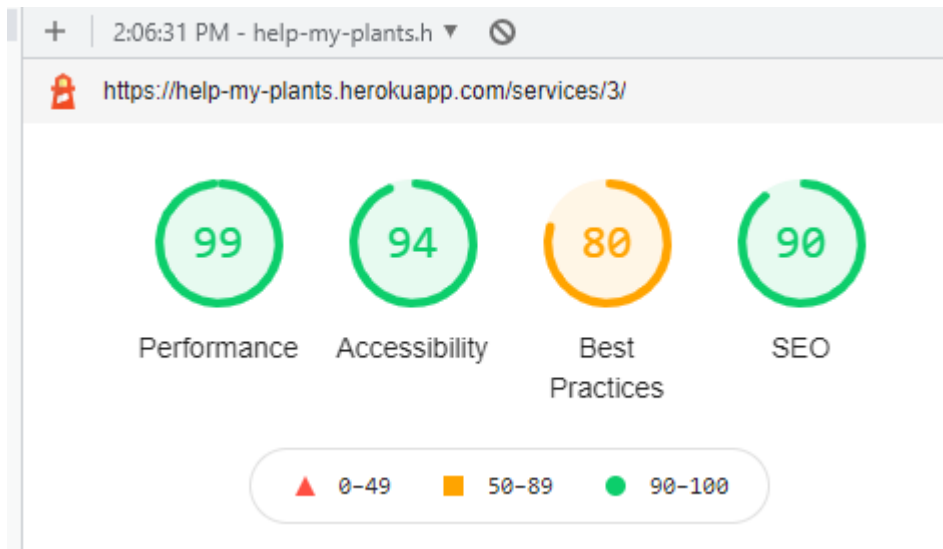 2:06:31 PM - help-my-plants.h
https://help-my-plants.herokuapp.com/services/3/
99 94 80 90
Performance Accessibility Best SEO
Practices
0–49 50–89 90–100